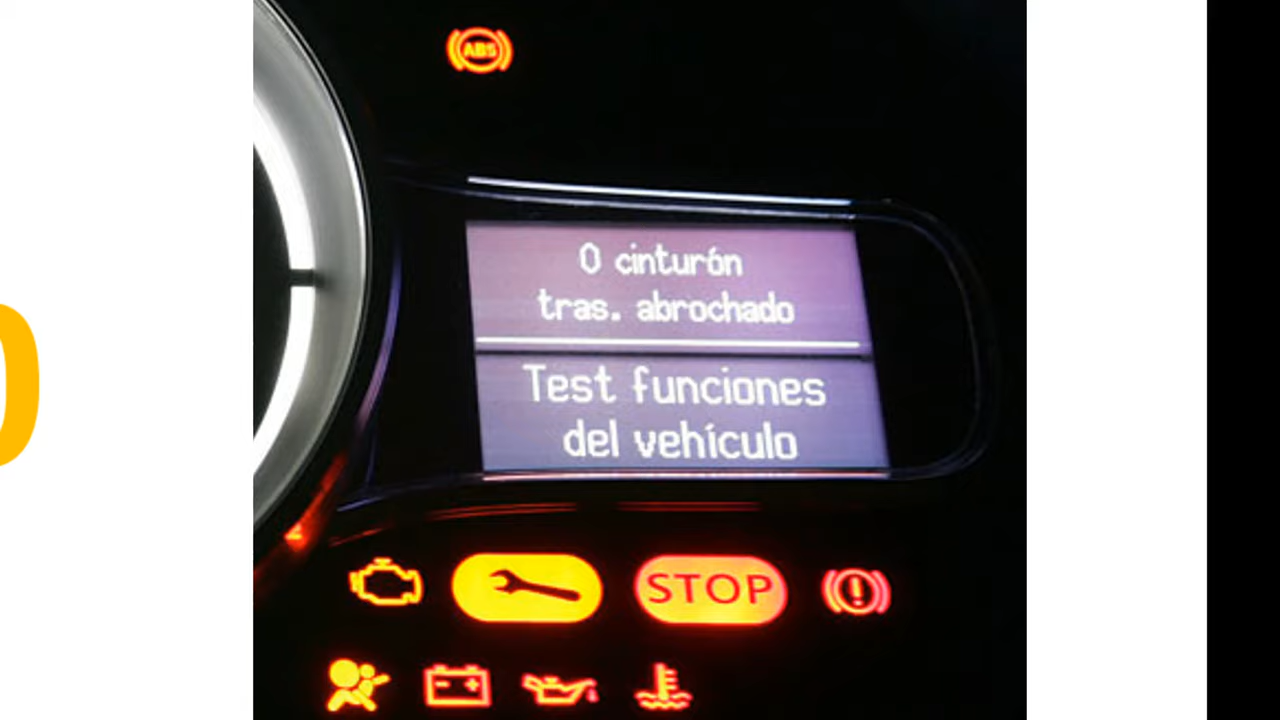 ABS
0 cinturón
tras. abrochado
Test funciones
del vehículo
STOP